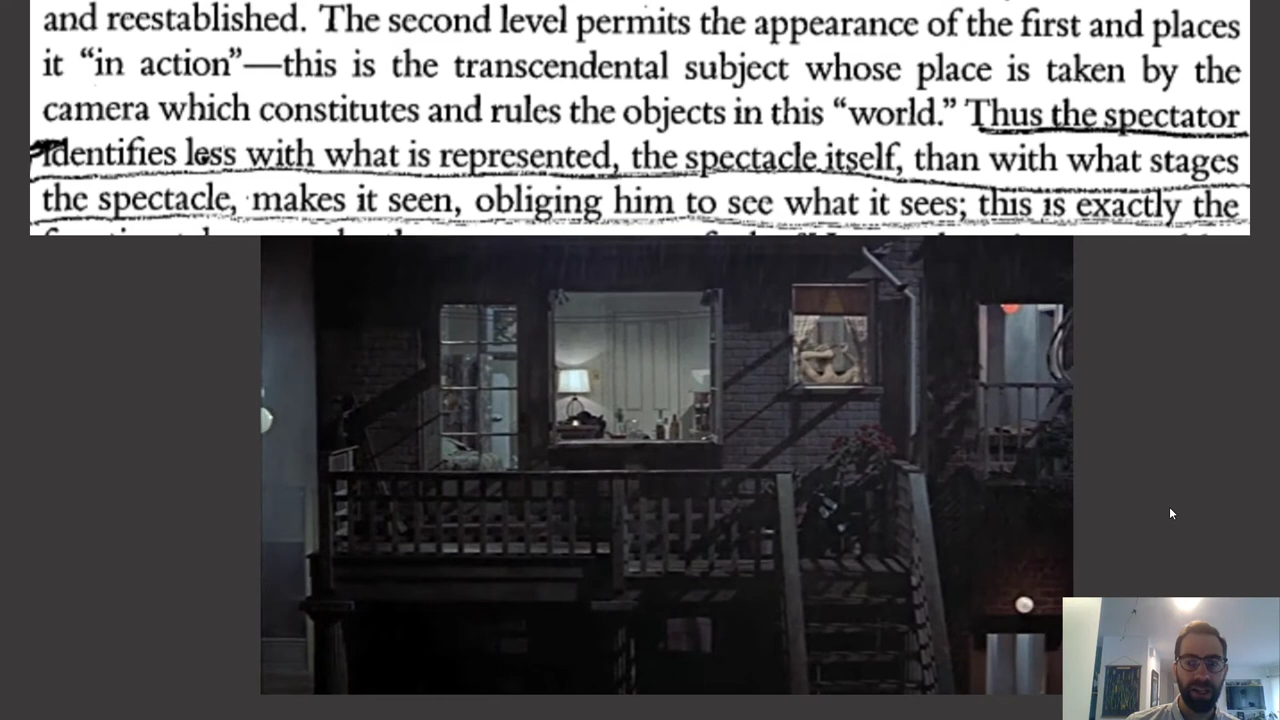 and reestablished. The second level permits the appearance of the first and places
it “in action”—this is the transcendental subject whose place is taken by the
camera which constitutes and rules the objects in this “world.” Thus the spectator
identifies less with what is represented, the spectacle itself, than with what stages
the spectacle, makes it seen, obliging him to see what it sees; this is exactly the